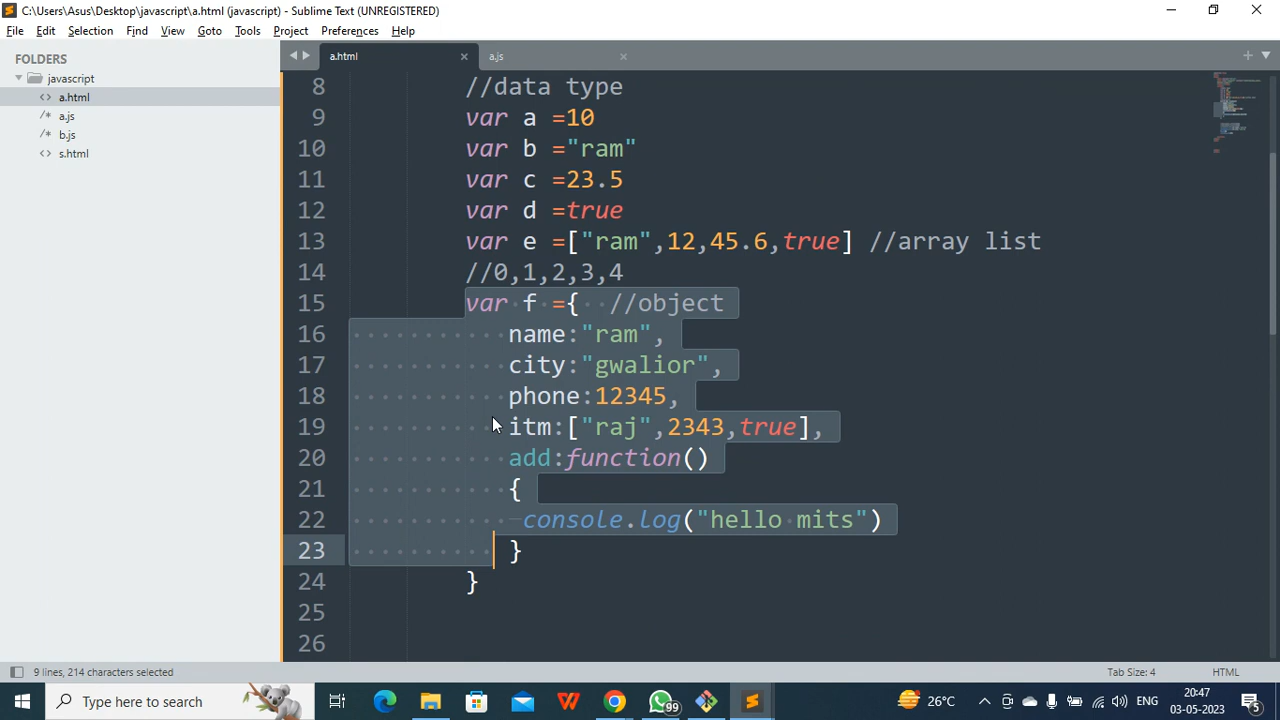 C:\Users\Asus\Desktop\javascript\a.html (javascript) - Sublime Text (UNREGISTERED)
File Edit Selection Find View Goto Tools Project Preferences Help
FOLDERS
javascript
a.html
a.js
b.js
s.html
a.html a.js
8 //data type
9 var a =10
10 var b ="ram"
11 var c =23.5
12 var d =true
13 var e =["ram",12,45.6,true] //array list
14 //0,1,2,3,4
15 var f ={ //object
16 name:"ram",
17 city:"gwalior",
18 phone:12345,
19 itm:["raj",2343,true],
20 add:function()
21 {
22 console.log("hello mits")
23 }
24 }
25
26
9 lines, 214 characters selected
Tab Size: 4 HTML
Type here to search
99
26°C
ENG
20:47
03-05-2023
5